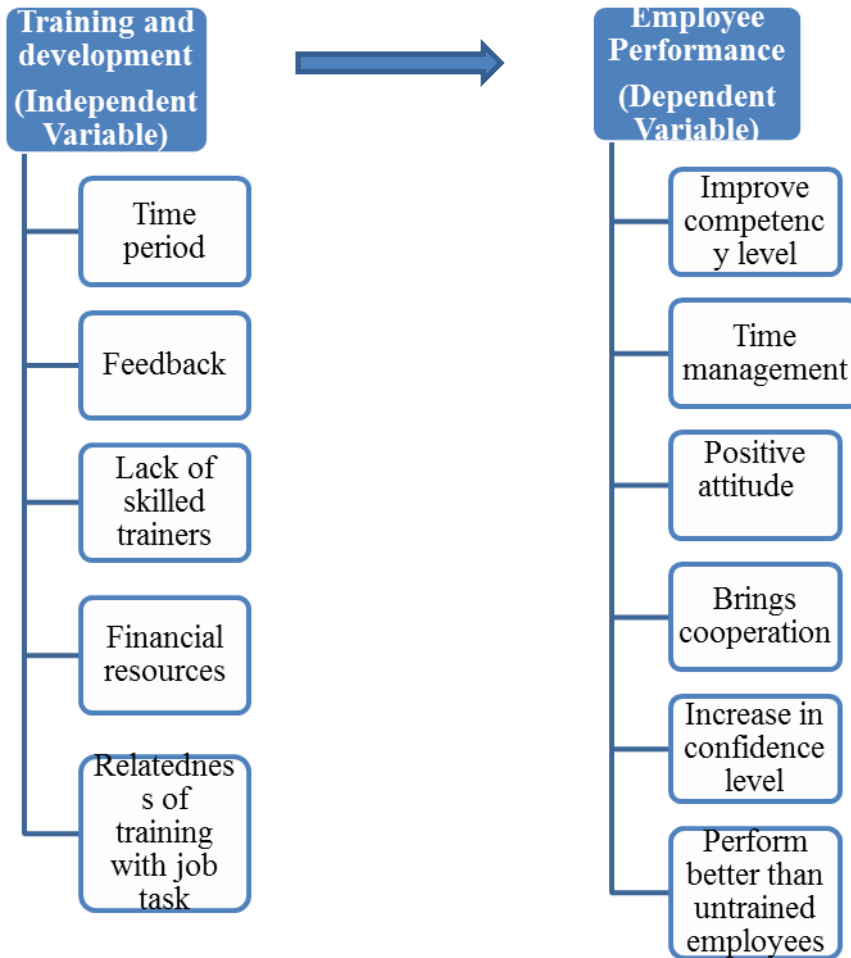 Training and
development
(Independent
Variable)
Time
period
Feedback
Lack of
skilled
trainers
Financial
resources
Relatednes
s of
training
with job
task
Employee
Performance
(Dependent
Variable)
Improve
competenc
y level
Time
management
Positive
attitude
Brings
cooperation
Increase in
confidence
level
Perform
better than
untrained
employees